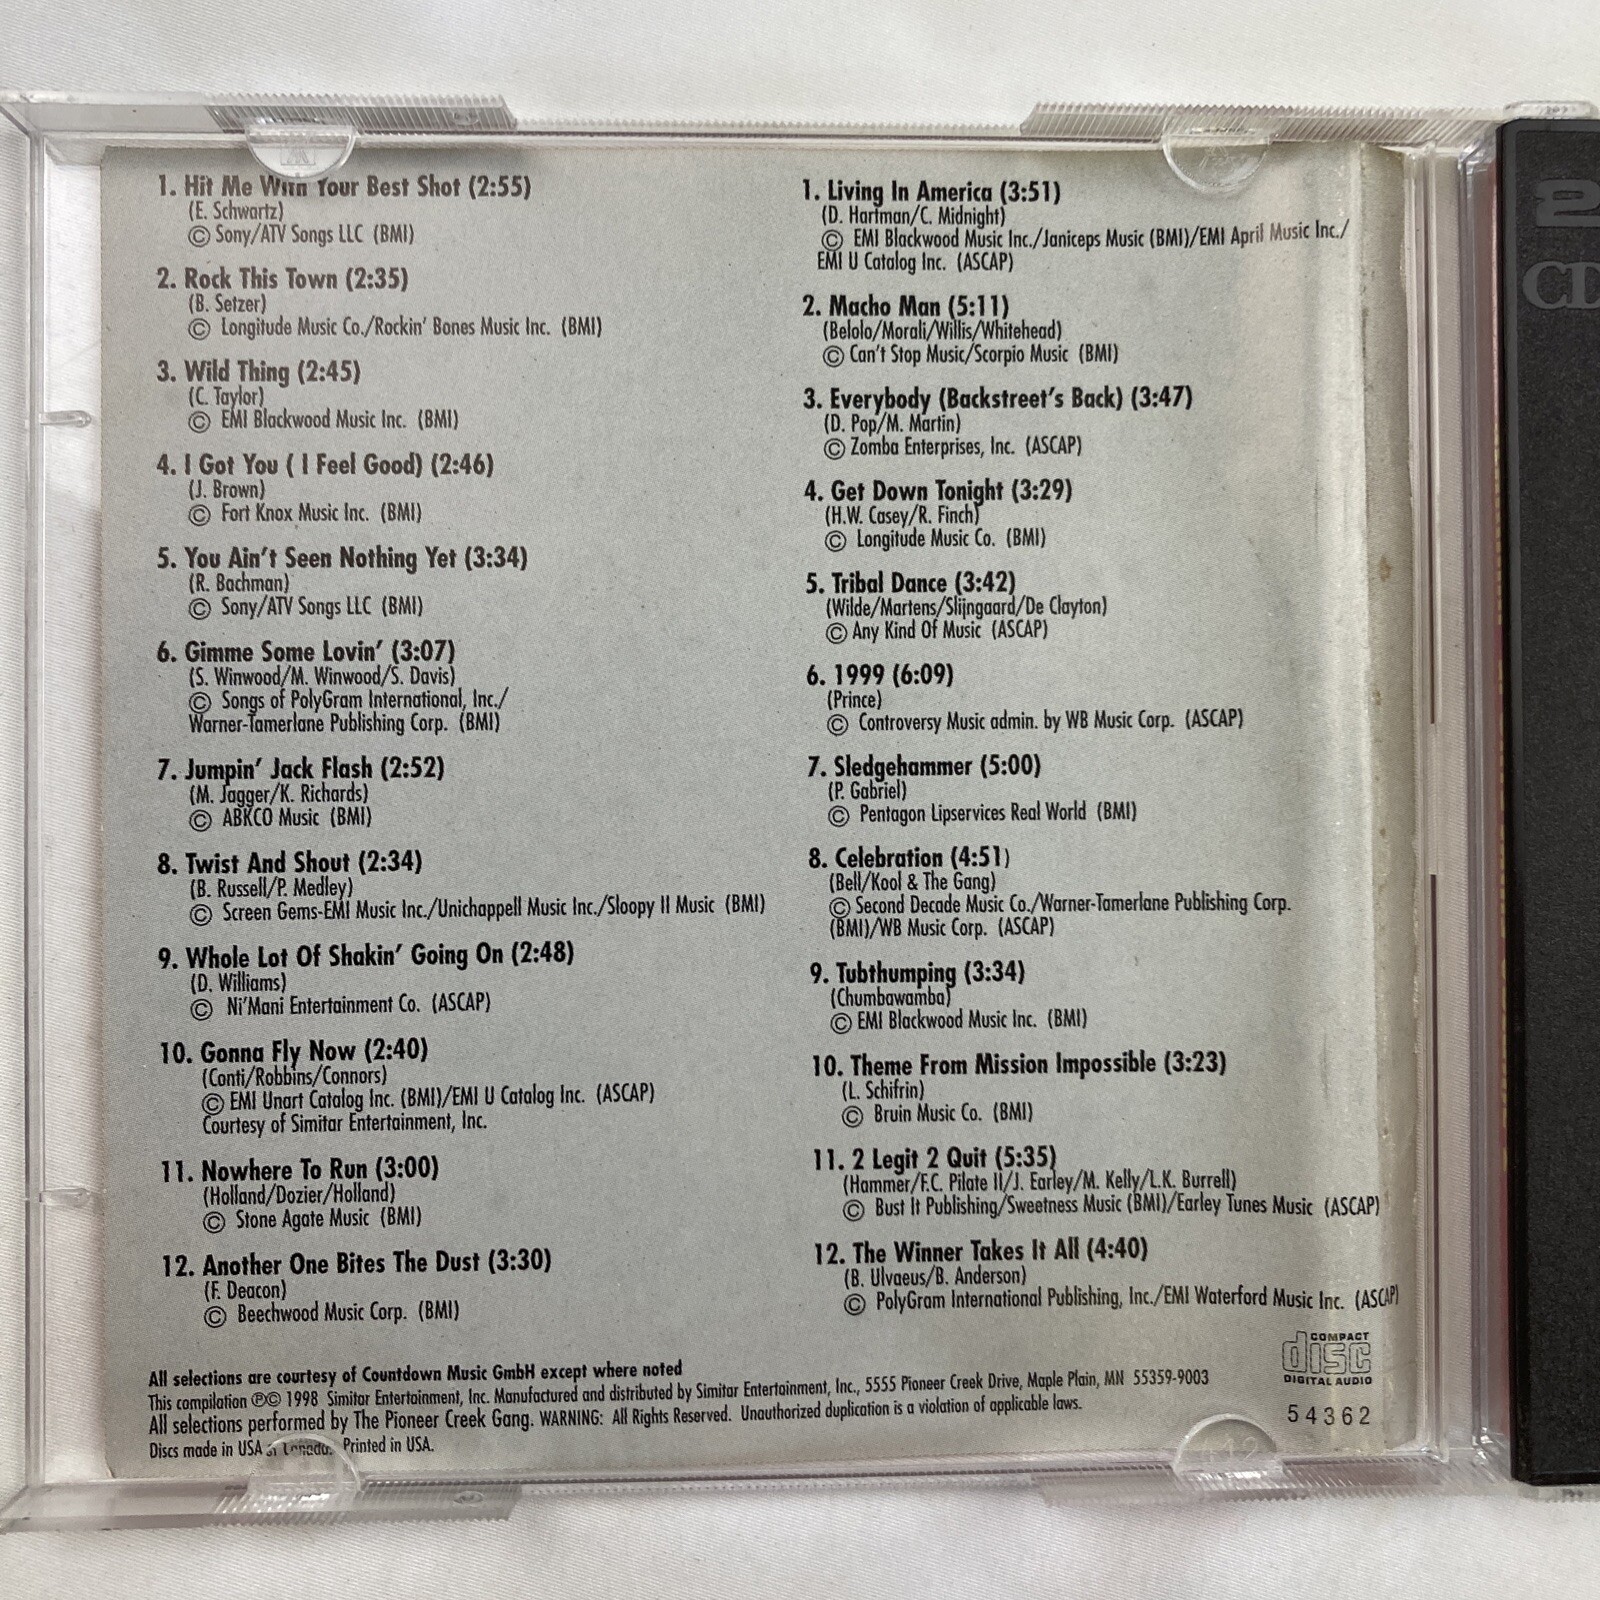 1. Hit Me With Your Best Shot (2:55)
(E. Schwartz)
© Sony/ATV Songs LLC (BMI)
2. Rock This Town (2:35)
(B. Setzer)
© Longitude Music Co./Rockin' Bones Music Inc. (BMI)
3. Wild Thing (2:45)
(C. Taylor)
© EMI Blackwood Music Inc. (BMI)
4. I Got You ( I Feel Good) (2:46)
(J. Brown)
© Fort Knox Music Inc. (BMI)
5. You Ain't Seen Nothing Yet (3:34)
(R. Bachman)
© Sony/ATV Songs LLC (BMI)
6. Gimme Some Lovin' (3:07)
(S. Winwood/M. Winwood/S. Davis)
© Songs of PolyGram International, Inc./
Warner-Tamerlane Publishing Corp. (BMI)
7. Jumpin' Jack Flash (2:52)
(M. Jagger/K. Richards)
© ABKCO Music (BMI)
8. Twist And Shout (2:34)
(B. Russell/P. Medley)
© Screen Gems-EMI Music Inc./Unichappell Music Inc./Sloopy II Music (BMI)
9. Whole Lot Of Shakin' Going On (2:48)
(D. Williams)
© Ni'Mani Entertainment Co. (ASCAP)
10. Gonna Fly Now (2:40)
(Conti/Robbins/Connors)
© EMI Unart Catalog Inc. (BMI)/EMI U Catalog Inc. (ASCAP)
Courtesy of Simitar Entertainment, Inc.
11. Nowhere To Run (3:00)
(Holland/Dozier/Holland)
© Stone Agate Music (BMI)
12. Another One Bites The Dust (3:30)
(F. Deacon)
© Beechwood Music Corp. (BMI)
1. Living In America (3:51)
(D. Hartman/C. Midnight)
© EMI Blackwood Music Inc./Janiceps Music (BMI)/EMI April Music Inc./
EMI U Catalog Inc. (ASCAP)
2. Macho Man (5:11)
(Belolo/Morali/Willis/Whitehead)
© Can't Stop Music/Scorpio Music (BMI)
3. Everybody (Backstreet's Back) (3:47)
(D. Pop/M. Martin)
© Zomba Enterprises, Inc. (ASCAP)
4. Get Down Tonight (3:29)
(H.W. Casey/R. Finch)
© Longitude Music Co. (BMI)
5. Tribal Dance (3:42)
(Wilde/Martens/Slijngaard/De Clayton)
© Any Kind Of Music (ASCAP)
6. 1999 (6:09)
(Prince)
© Controversy Music admin. by WB Music Corp. (ASCAP)
7. Sledgehammer (5:00)
(P. Gabriel)
© Pentagon Lipservices Real World (BMI)
8. Celebration (4:51)
(Bell/Kool & The Gang)
© Second Decade Music Co./Warner-Tamerlane Publishing Corp.
(BMI)/WB Music Corp. (ASCAP)
9. Tubthumping (3:34)
(Chumbawamba)
© EMI Blackwood Music Inc. (BMI)
10. Theme From Mission Impossible (3:23)
(L. Schifrin)
© Bruin Music Co. (BMI)
11. 2 Legit 2 Quit (5:35)
(Hammer/F.C. Pilate II/J. Earley/M. Kelly/L.K. Burrell)
© Bust It Publishing/Sweetness Music (BMI)/Earley Tunes Music (ASCAP)
12. The Winner Takes It All (4:40)
(B. Ulvaeus/B. Anderson)
© PolyGram International Publishing, Inc./EMI Waterford Music Inc. (ASCAP)
All selections are courtesy of Countdown Music GmbH except where noted
This compilation ℗© 1998 Simitar Entertainment, Inc. Manufactured and distributed by Simitar Entertainment, Inc., 5555 Pioneer Creek Drive, Maple Plain, MN 55359-9003
All selections performed by The Pioneer Creek Gang. WARNING: All Rights Reserved. Unauthorized duplication is a violation of applicable laws.
Discs made in USA or Canada. Printed in USA.
COMPACT
disc
DIGITAL AUDIO
54362
2
CD